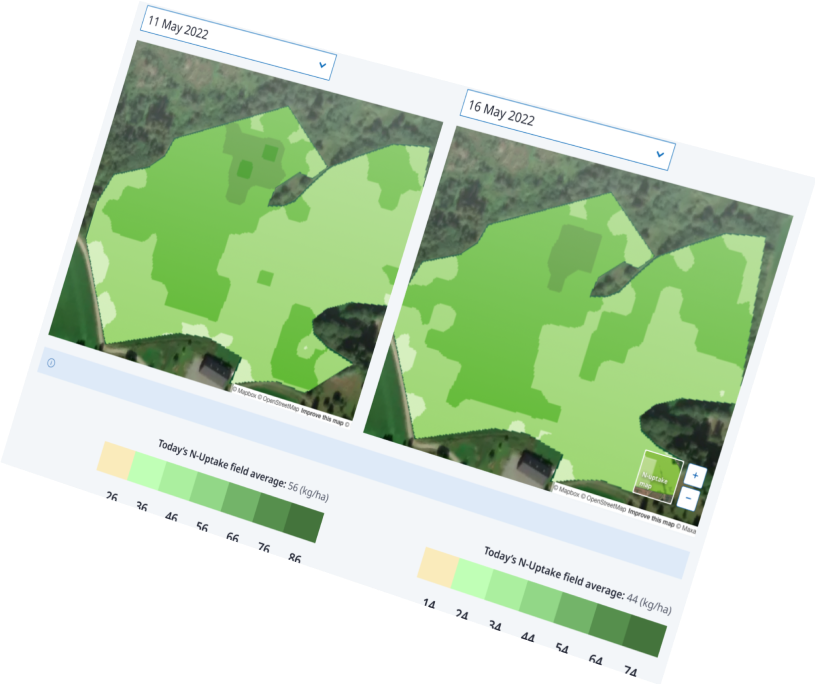 11 May 2022
16 May 2022
© Mapbox © OpenStreetMap Improve this map ©
N-uptake
map
+
−
© Mapbox © OpenStreetMap Improve this map © Maxa
Today's N-Uptake field average: 56 (kg/ha)
26 36 46 56 66 76 86
Today's N-Uptake field average: 44 (kg/ha)
14 24 34 44 54 64 74